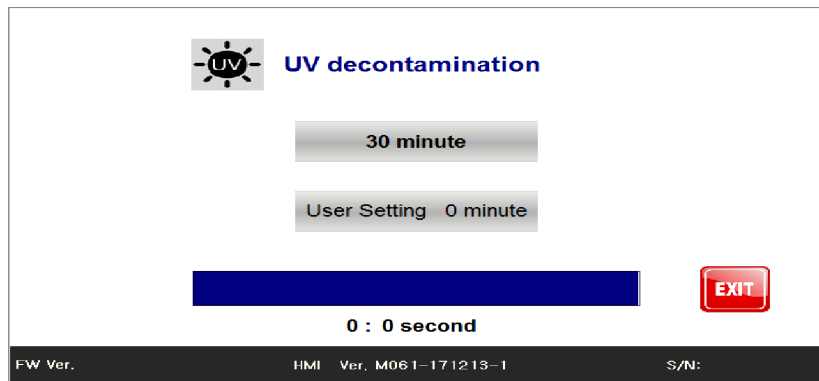 UV
UV decontamination
30 minute
User Setting 0 minute
EXIT
0 : 0 second
FW Ver.
HMI Ver. M061-171213-1
S/N: